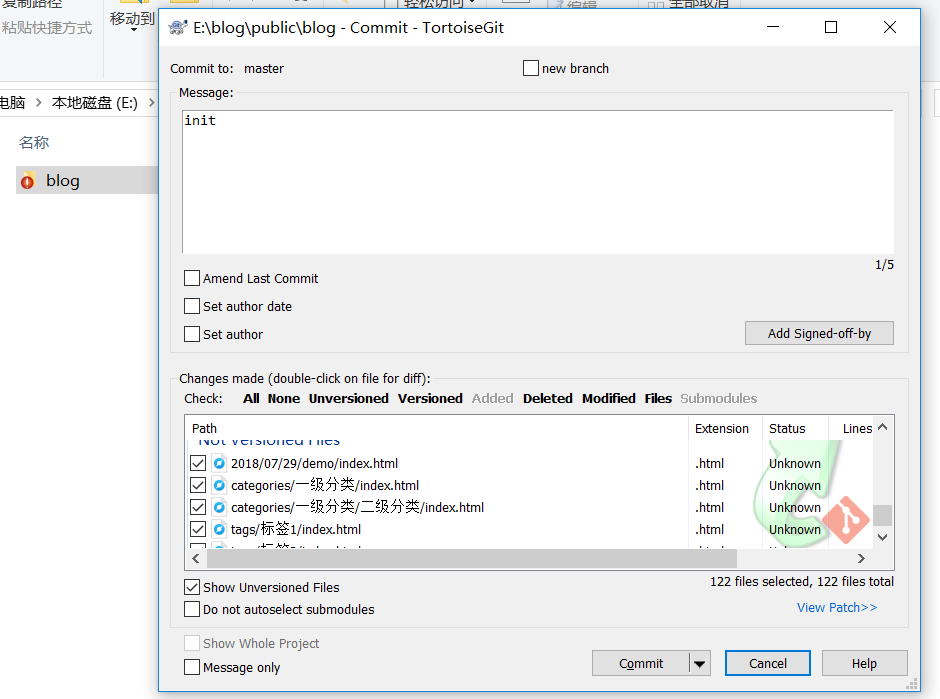 复制路径
粘贴快捷方式
移动到
轻松访问
编辑
全部取消
电脑 > 本地磁盘 (E:) >
名称
blog
E:\blog\public\blog - Commit - TortoiseGit
Commit to: master
new branch
Message:
init
1/5
Amend Last Commit
Set author date
Set author
Add Signed-off-by
Changes made (double-click on file for diff):
Check: All None Unversioned Versioned Added Deleted Modified Files Submodules
Path Extension Status Lines
Not Versioned Files
2018/07/29/demo/index.html .html Unknown
categories/一级分类/index.html .html Unknown
categories/一级分类/二级分类/index.html .html Unknown
tags/标签1/index.html .html Unknown
Show Unversioned Files
122 files selected, 122 files total
Do not autoselect submodules
View Patch>>
Show Whole Project
Message only
Commit
Cancel
Help